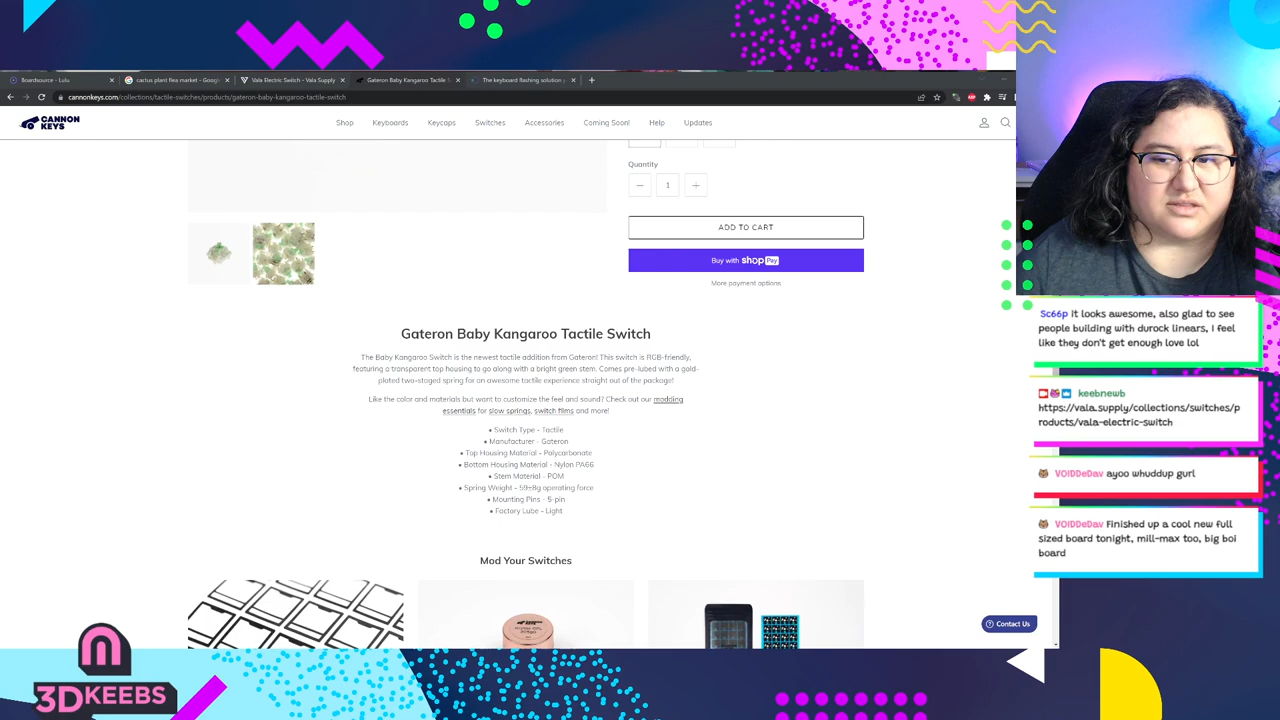 Boardsource - Lulu
cactus plant flea market - Googl
Vala Electric Switch - Vala Supply
Gateron Baby Kangaroo Tactile S
The keyboard flashing solution y
cannonkeys.com/collections/tactile-switches/products/gateron-baby-kangaroo-tactile-switch
CANNON
KEYS
Shop
Keyboards
Keycaps
Switches
Accessories
Coming Soon!
Help
Updates
Quantity
1
ADD TO CART
Buy with shop Pay
More payment options
Gateron Baby Kangaroo Tactile Switch
The Baby Kangaroo Switch is the newest tactile addition from Gateron! This switch is RGB-friendly,
featuring a transparent top housing to go along with a bright green stem. Comes pre-lubed with a gold-
plated two-staged spring for an awesome tactile experience straight out of the package!
Like the color and materials but want to customize the feel and sound? Check out our modding
essentials for slow springs, switch films and more!
• Switch Type - Tactile
• Manufacturer - Gateron
• Top Housing Material - Polycarbonate
• Bottom Housing Material - Nylon PA66
• Stem Material - POM
• Spring Weight - 59±8g operating force
• Mounting Pins - 5-pin
• Factory Lube - Light
Mod Your Switches
Contact Us
Sc66p it looks awesome, also glad to see
people building with durock linears, I feel
like they don't get enough love lol
keebnewb
https://vala.supply/collections/switches/p
roducts/vala-electric-switch
VOIDDeDav ayoo whuddup gurl
VOIDDeDav Finished up a cool new full
sized board tonight, mill-max too, big boi
board
3DKEEBS